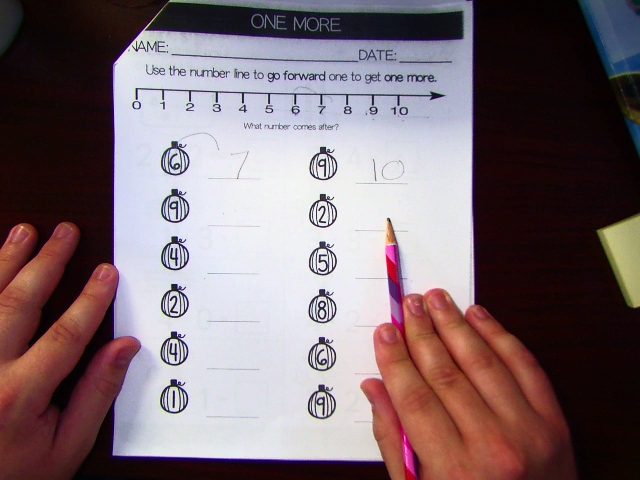 ONE MORE
NAME: DATE:
Use the number line to go forward one to get one more.
0 1 2 3 4 5 6 7 8 9 10
What number comes after?
6 7 9 10
9 2
4 5
2 8
4 6
1 9